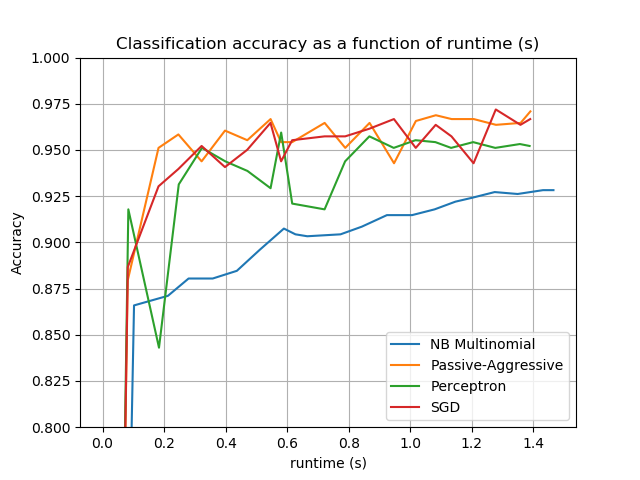 Classification accuracy as a function of runtime (s)
1.000
0.975
0.950
0.925
0.900
0.875
0.850
0.825
0.800
Accuracy
NB Multinomial
Passive-Aggressive
Perceptron
SGD
0.0 0.2 0.4 0.6 0.8 1.0 1.2 1.4
runtime (s)